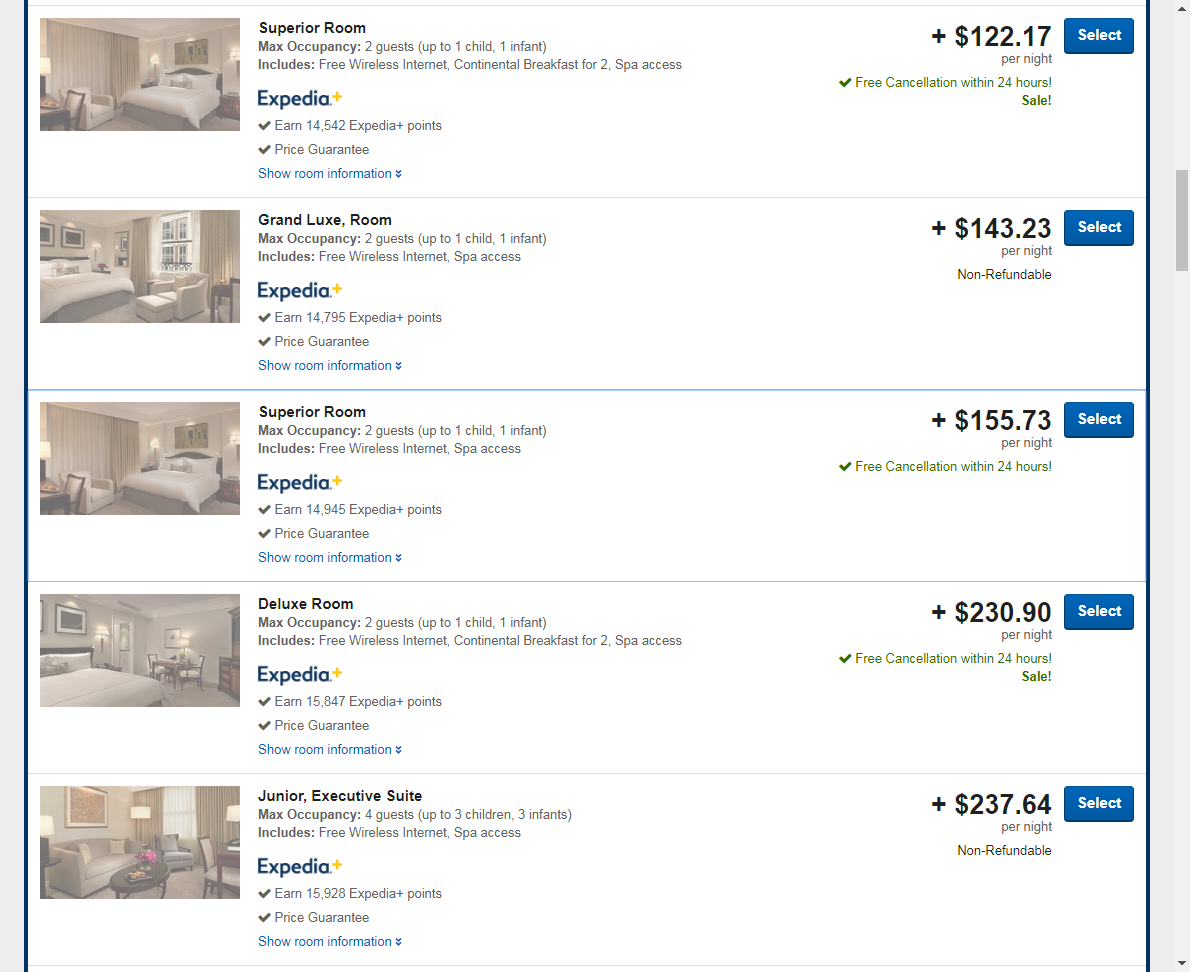 Superior Room
Max Occupancy: 2 guests (up to 1 child, 1 infant)
Includes: Free Wireless Internet, Continental Breakfast for 2, Spa access
Expedia+
Earn 14,542 Expedia+ points
Price Guarantee
Show room information
+ $122.17
per night
Free Cancellation within 24 hours!
Sale!
Select
Grand Luxe, Room
Max Occupancy: 2 guests (up to 1 child, 1 infant)
Includes: Free Wireless Internet, Spa access
Expedia+
Earn 14,795 Expedia+ points
Price Guarantee
Show room information
+ $143.23
per night
Non-Refundable
Select
Superior Room
Max Occupancy: 2 guests (up to 1 child, 1 infant)
Includes: Free Wireless Internet, Spa access
Expedia+
Earn 14,945 Expedia+ points
Price Guarantee
Show room information
+ $155.73
per night
Free Cancellation within 24 hours!
Select
Deluxe Room
Max Occupancy: 2 guests (up to 1 child, 1 infant)
Includes: Free Wireless Internet, Continental Breakfast for 2, Spa access
Expedia+
Earn 15,847 Expedia+ points
Price Guarantee
Show room information
+ $230.90
per night
Free Cancellation within 24 hours!
Sale!
Select
Junior, Executive Suite
Max Occupancy: 4 guests (up to 3 children, 3 infants)
Includes: Free Wireless Internet, Spa access
Expedia+
Earn 15,928 Expedia+ points
Price Guarantee
Show room information
+ $237.64
per night
Non-Refundable
Select